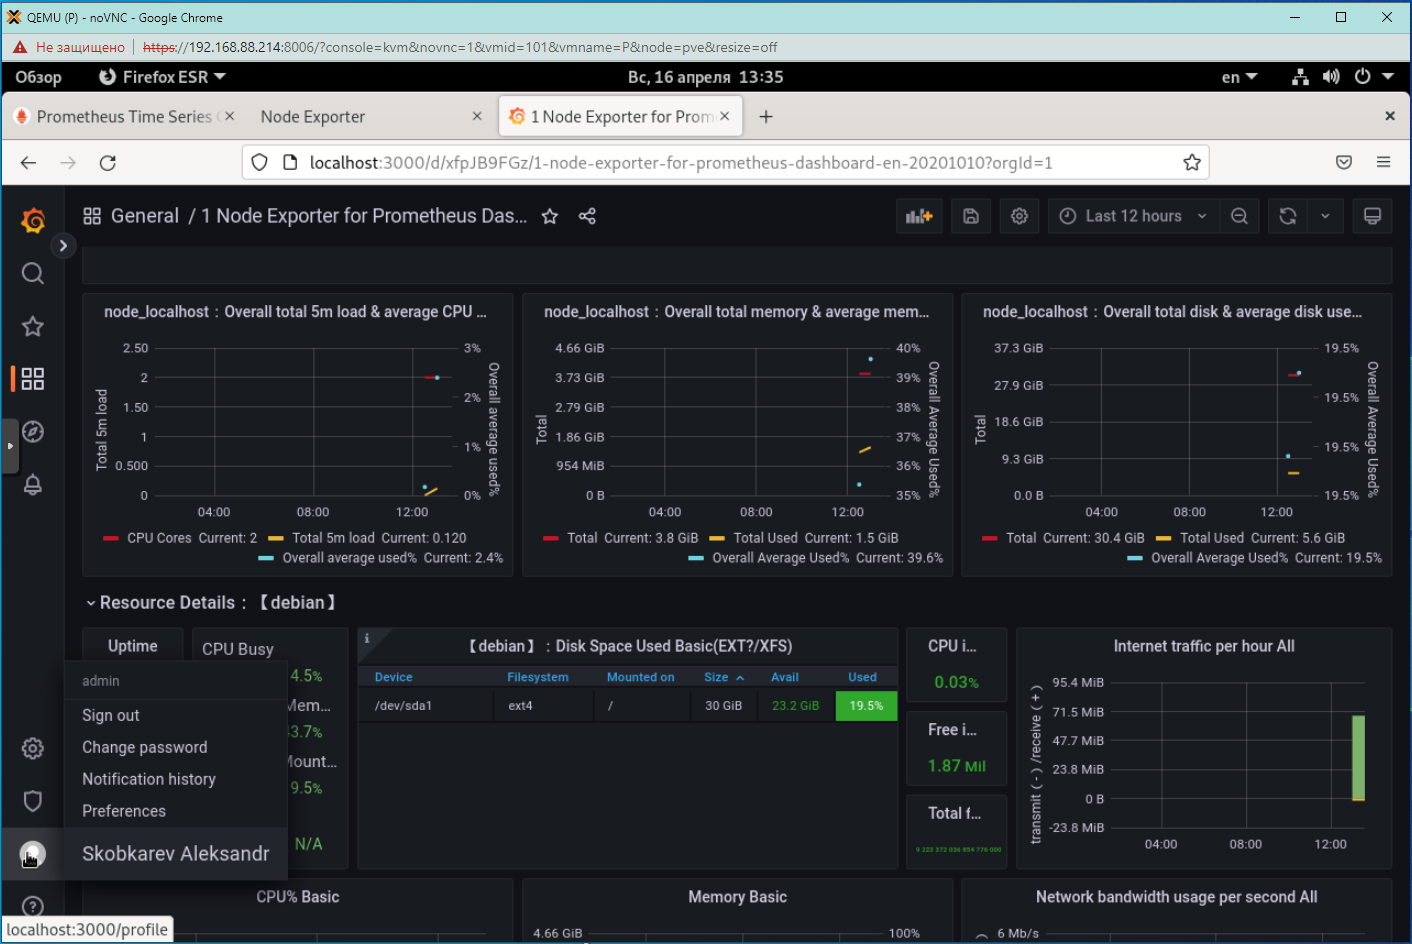 QEMU (P) - noVNC - Google Chrome
Не защищено https://192.168.88.214:8006/?console=kvm&novnc=1&vmid=101&vmname=P&node=pve&resize=off
Обзор Firefox ESR Вс, 16 апреля 13:35 en
Prometheus Time Series Node Exporter 1 Node Exporter for Prom
localhost:3000/d/xfpJB9FGz/1-node-exporter-for-prometheus-dashboard-en-20201010?orgId=1
General / 1 Node Exporter for Prometheus Das... Last 12 hours
node_localhost : Overall total 5m load & average CPU ...
Total 5m load
2.50
2
1.50
1
0.500
0
3%
2%
1%
0%
Overall average used%
04:00 08:00 12:00
CPU Cores Current: 2 Total 5m load Current: 0.120
Overall average used% Current: 2.4%
node_localhost : Overall total memory & average mem...
Total
4.66 GiB
3.73 GiB
2.79 GiB
1.86 GiB
954 MiB
0 B
40%
39%
38%
37%
36%
35%
Overall Average Used%
04:00 08:00 12:00
Total Current: 3.8 GiB Total Used Current: 1.5 GiB
Overall Average Used% Current: 39.6%
node_localhost : Overall total disk & average disk use...
Total
37.3 GiB
27.9 GiB
18.6 GiB
9.3 GiB
0.0 B
19.5%
19.5%
19.5%
19.5%
Overall Average Used%
04:00 08:00 12:00
Total Current: 30.4 GiB Total Used Current: 5.6 GiB
Overall Average Used% Current: 19.5%
Resource Details : 【debian】
Uptime
CPU Busy
4.5%
Mem...
33.7%
Mount...
9.5%
N/A
admin
Sign out
Change password
Notification history
Preferences
Skobkarev Aleksandr
【debian】 : Disk Space Used Basic(EXT?/XFS)
Device Filesystem Mounted on Size Avail Used
/dev/sda1 ext4 / 30 GiB 23.2 GiB 19.5%
CPU i...
0.03%
Free i...
1.87 Mil
Total f...
9 223 372 036 854 776 000
Internet traffic per hour All
transmit (-) /receive (+)
95.4 MiB
71.5 MiB
47.7 MiB
23.8 MiB
0 B
-23.8 MiB
04:00 08:00 12:00
CPU% Basic
Memory Basic
4.66 GiB 100%
Network bandwidth usage per second All
6 Mb/s
localhost:3000/profile